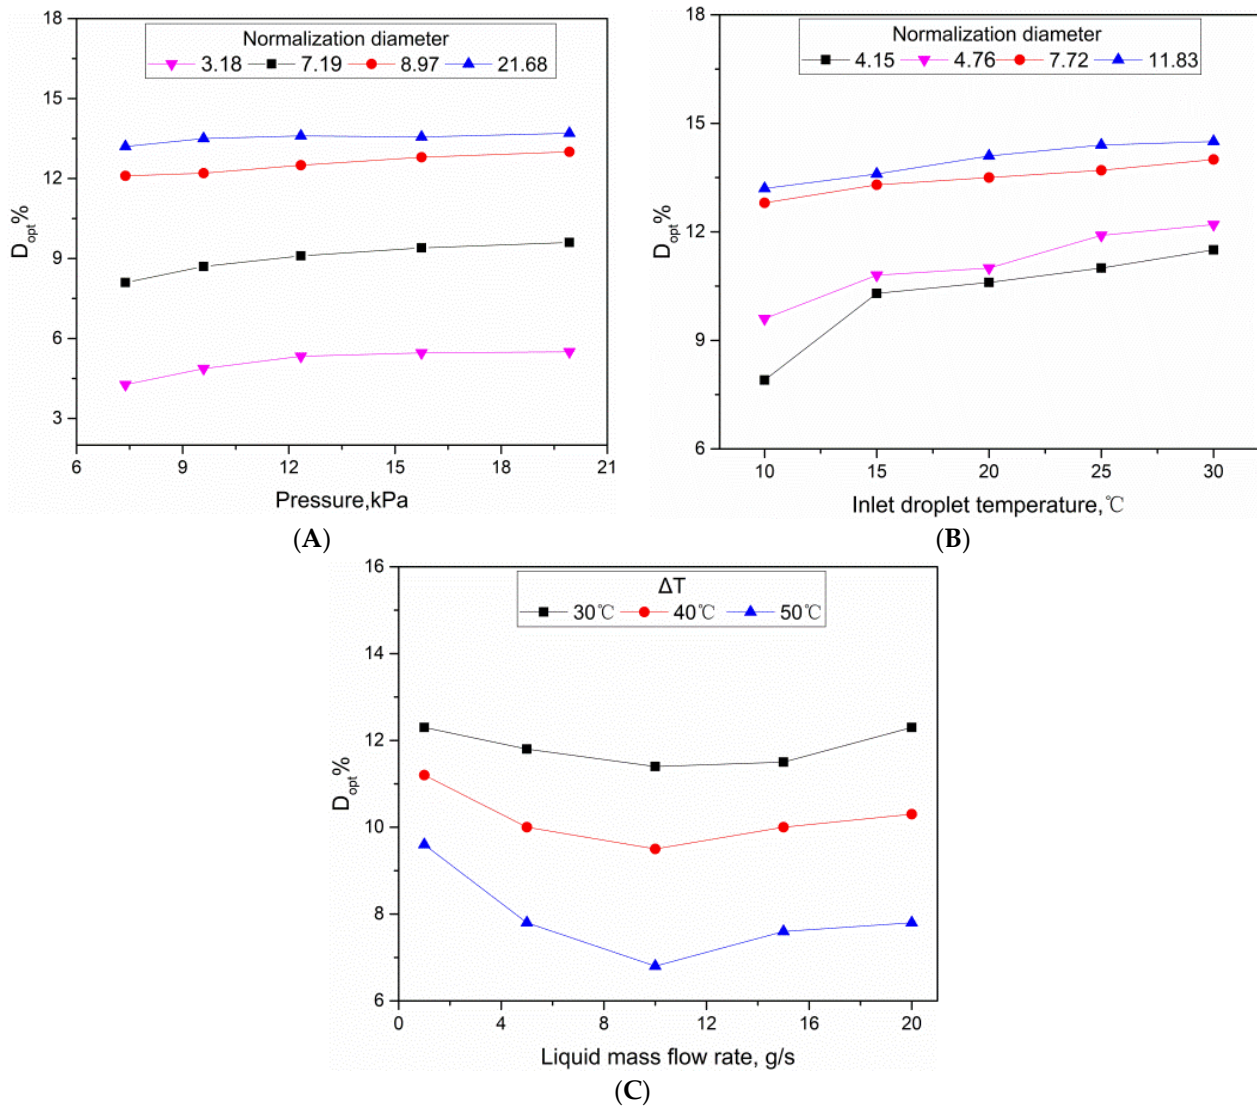 Normalization diameter
3.18 7.19 8.97 21.68
18
15
12
9
6
3
D_opt%
6 9 12 15 18 21
Pressure,kPa
(A)
Normalization diameter
4.15 4.76 7.72 11.83
18
15
12
9
6
D_opt%
10 15 20 25 30
Inlet droplet temperature, ℃
(B)
ΔT
30℃ 40℃ 50℃
16
14
12
10
8
6
D_opt%
0 4 8 12 16 20
Liquid mass flow rate, g/s
(C)